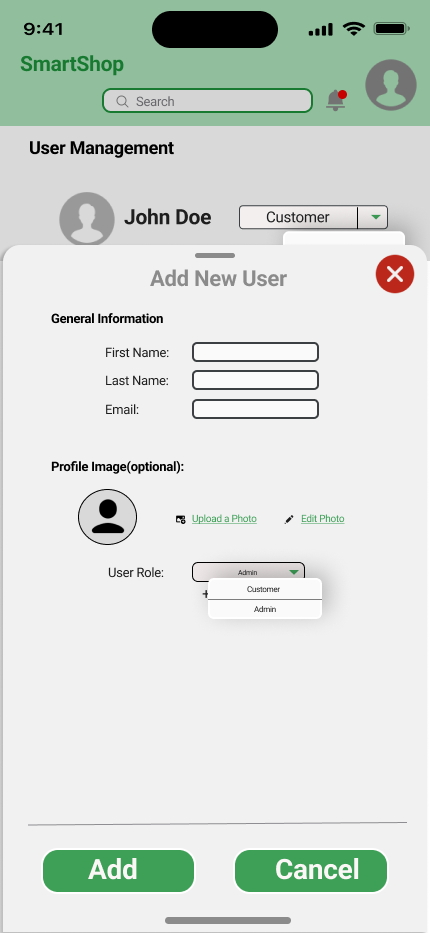 9:41
SmartShop
Search
User Management
John Doe
Customer
Add New User
General Information
First Name:
Last Name:
Email:
Profile Image(optional):
Upload a Photo
Edit Photo
User Role:
Admin
+
Customer
Admin
Add
Cancel